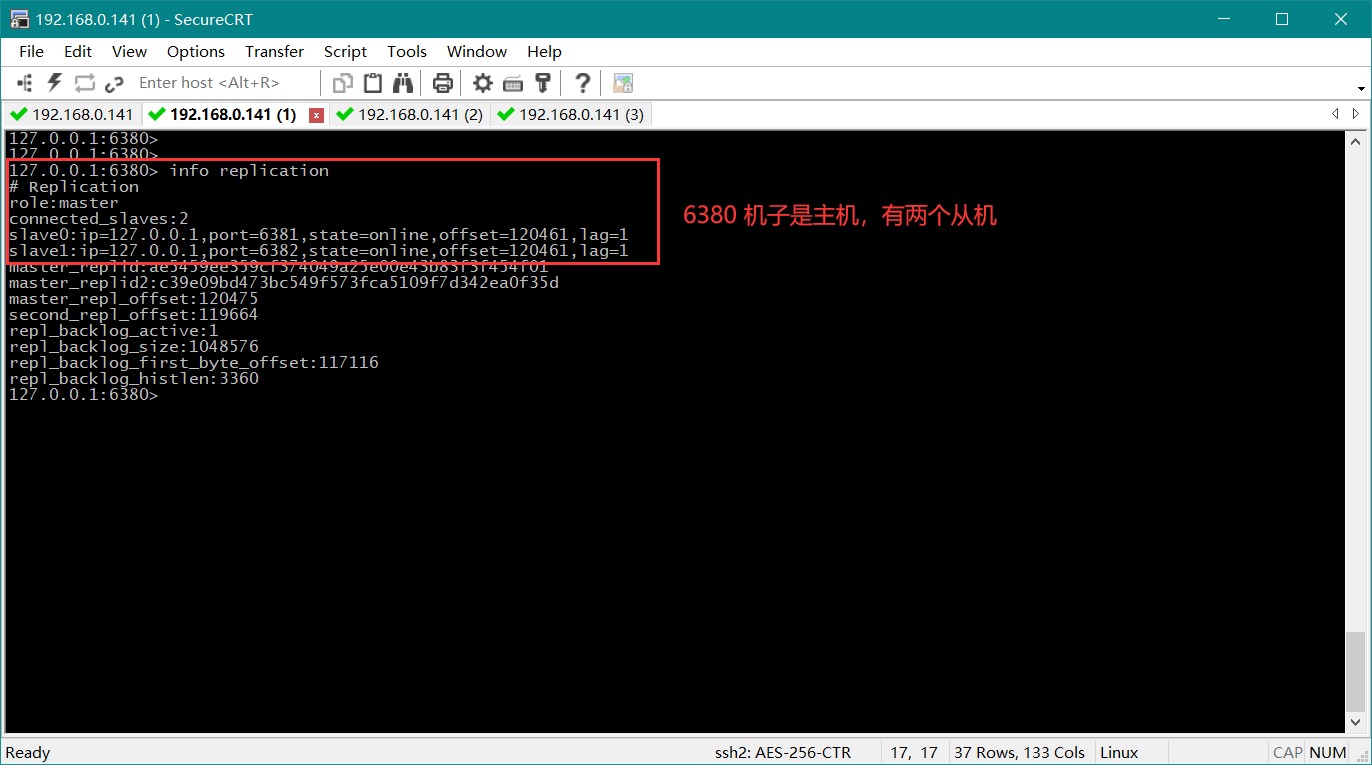 192.168.0.141 (1) - SecureCRT
File Edit View Options Transfer Script Tools Window Help
Enter host <Alt+R>
192.168.0.141 192.168.0.141 (1) 192.168.0.141 (2) 192.168.0.141 (3)
127.0.0.1:6380>
127.0.0.1:6380>
127.0.0.1:6380> info replication
# Replication
role:master
connected_slaves:2
slave0:ip=127.0.0.1,port=6381,state=online,offset=120461,lag=1
slave1:ip=127.0.0.1,port=6382,state=online,offset=120461,lag=1
6380 机子是主机，有两个从机
master_replid:ae5459ee359cf374049a25e00e43b83f3f454f01
master_replid2:c39e09bd473bc549f573fca5109f7d342ea0f35d
master_repl_offset:120475
second_repl_offset:119664
repl_backlog_active:1
repl_backlog_size:1048576
repl_backlog_first_byte_offset:117116
repl_backlog_histlen:3360
127.0.0.1:6380>
Ready ssh2: AES-256-CTR 17, 17 37 Rows, 133 Cols Linux CAP NUM